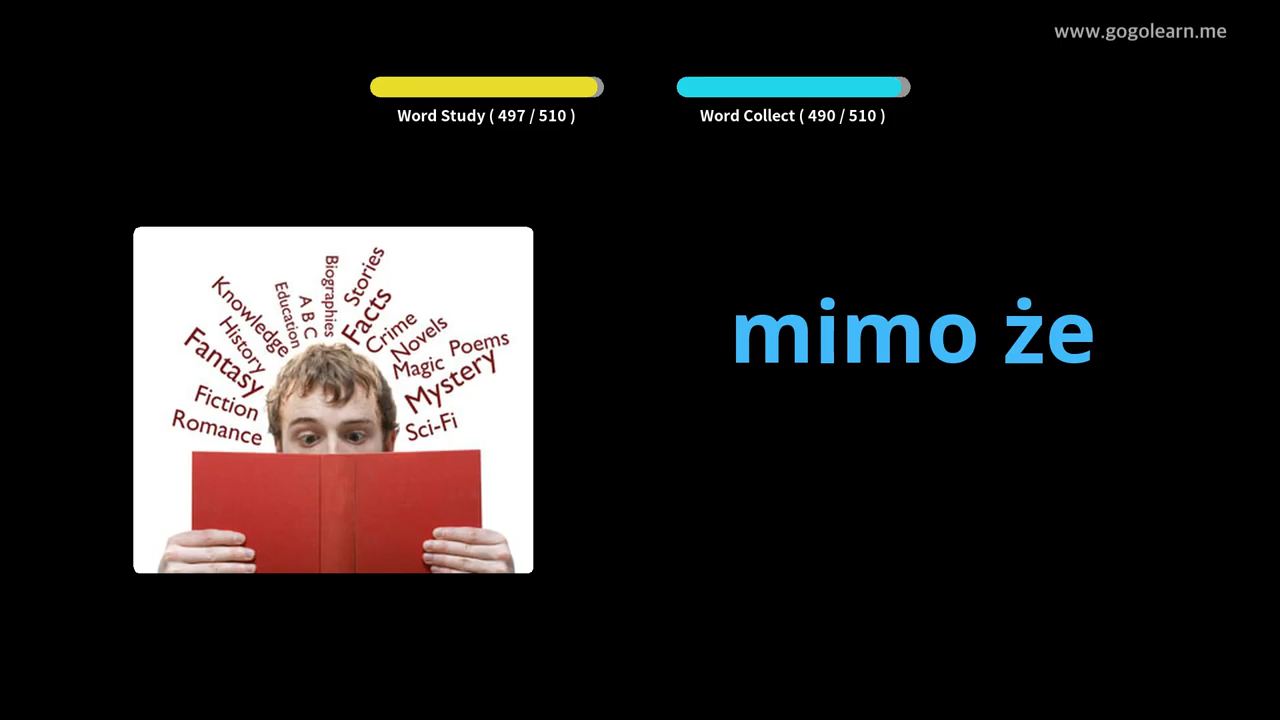 www.gogolearn.me
Word Study ( 497 / 510 )
Word Collect ( 490 / 510 )
Knowledge
History
Fantasy
Fiction
Romance
Education
A B C
Biographies
Stories
Facts
Crime
Novels
Magic
Poems
Mystery
Sci-Fi
mimo że